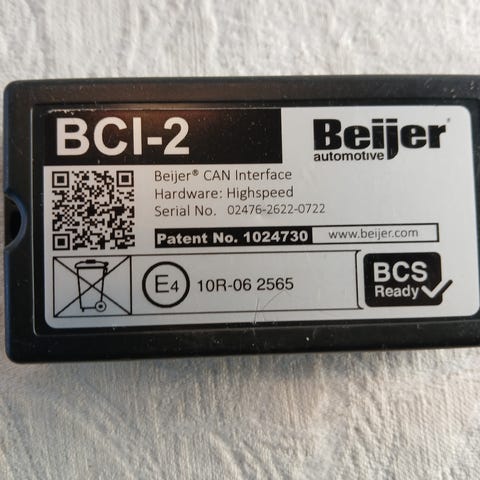 BCI-2
Beijer®
automotive
Beijer® CAN Interface
Hardware: Highspeed
Serial No. 02476-2622-0722
Patent No. 1024730
www.beijer.com
E4 10R-06 2565
BCS
Ready